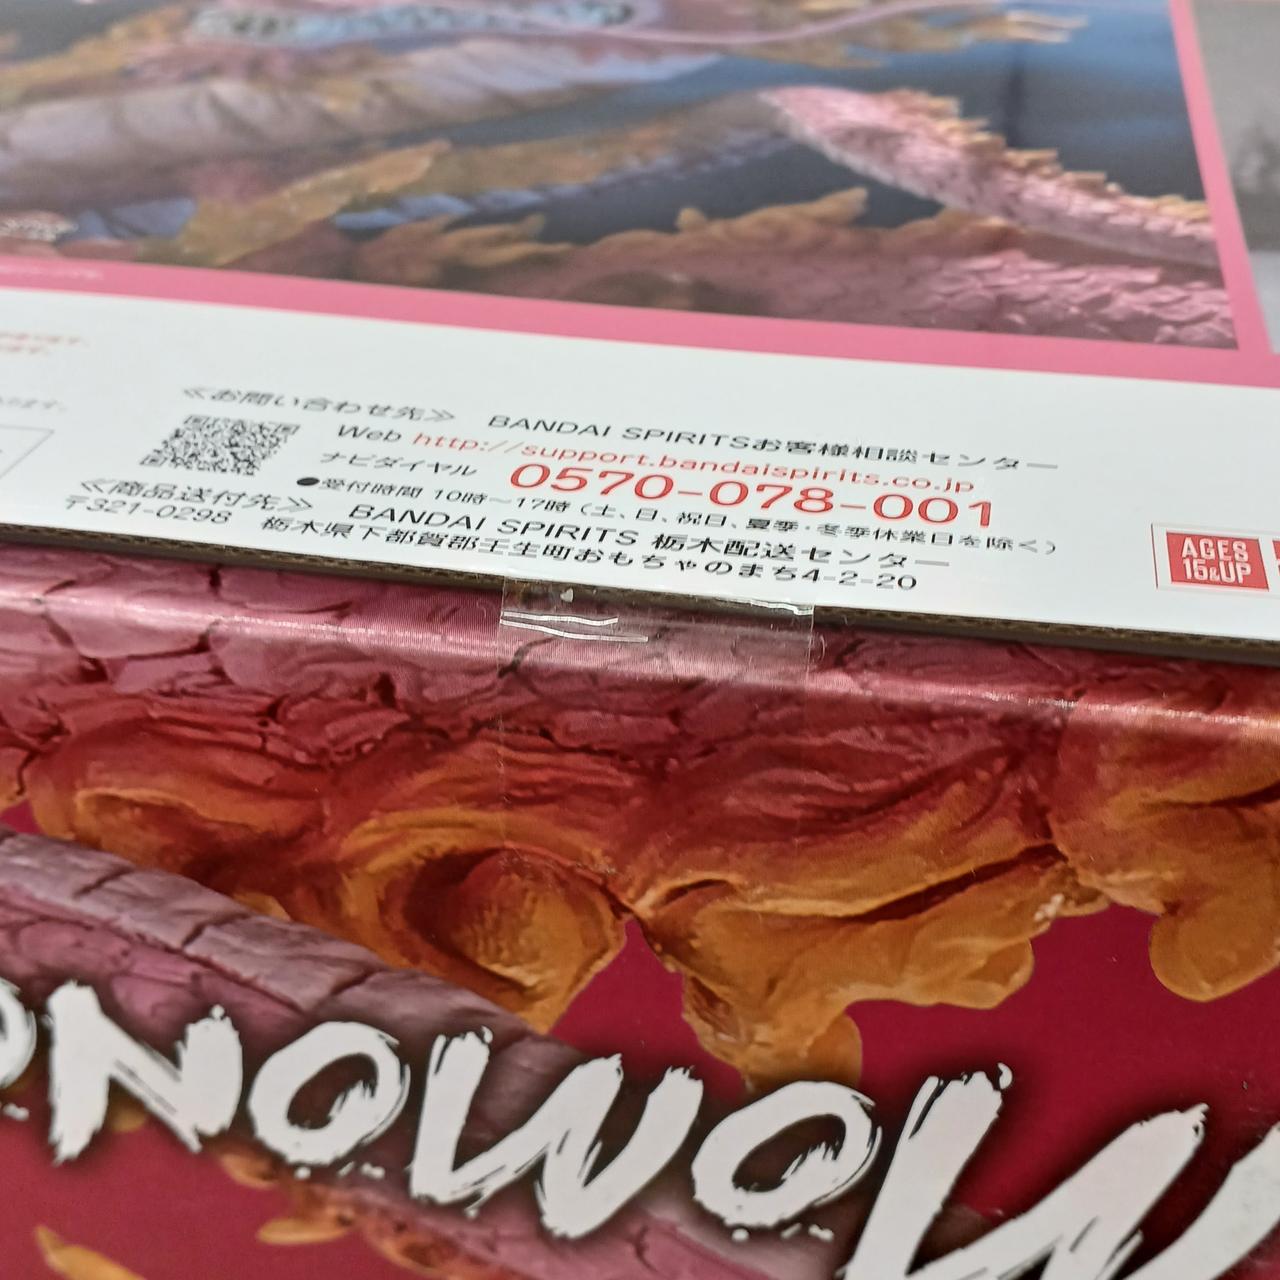 ≪お問い合わせ先≫ BANDAI SPIRITSお客様相談センター
Web http://support.bandaispirits.co.jp
ナビダイヤル 0570-078-001
●受付時間 10時～17時(土、日、祝日、夏季・冬季休業日を除く)
≪商品送付先≫ BANDAI SPIRITS 栃木配送センター
〒321-0298 栃木県下都賀郡壬生町おもちゃのまち4-2-20
AGES
15&UP
ONOWOW